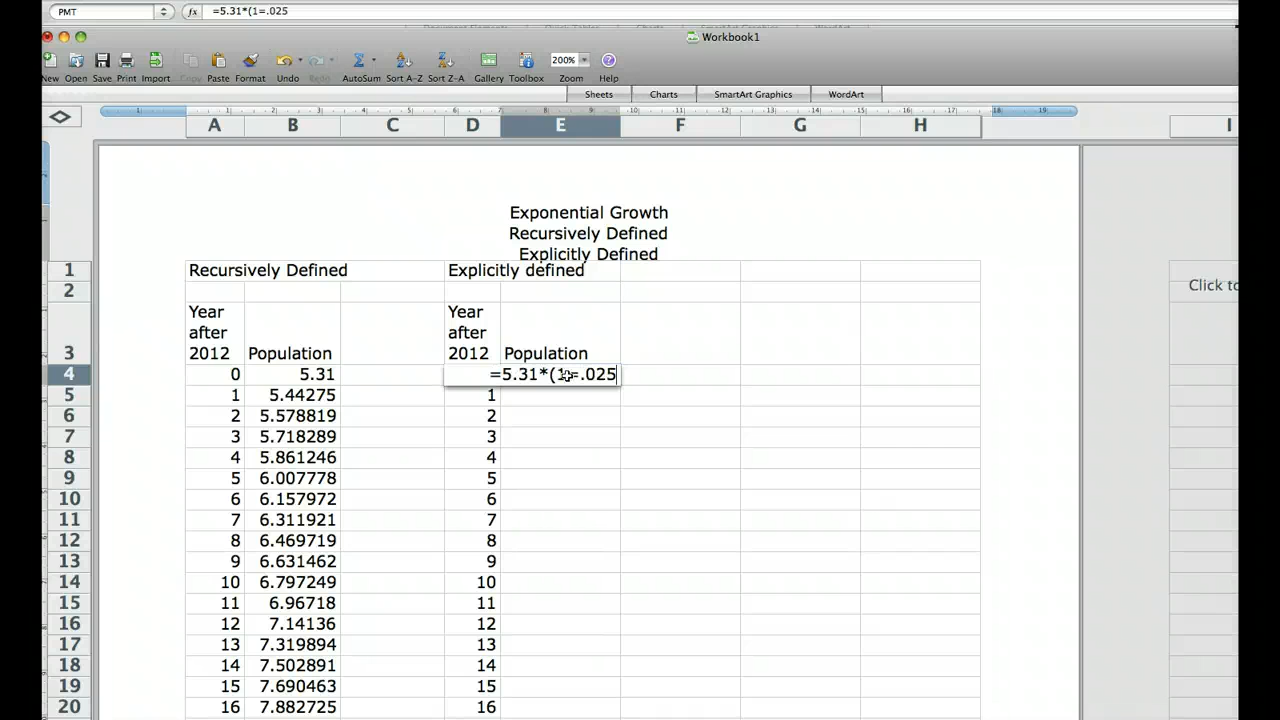 PMT fx =5.31*(1=.025
Workbook1
New Open Save Print Import Copy Paste Format Undo Redo AutoSum Sort A-Z Sort Z-A Gallery Toolbox Zoom Help
200%
Sheets Charts SmartArt Graphics WordArt
A B C D E F G H I
Exponential Growth
Recursively Defined
Explicitly Defined
1 Recursively Defined Explicitly defined
2
Click to
Year Year
after after
3 2012 Population 2012 Population
4 0 5.31 =5.31*(1=.025
5 1 5.44275 1
6 2 5.578819 2
7 3 5.718289 3
8 4 5.861246 4
9 5 6.007778 5
10 6 6.157972 6
11 7 6.311921 7
12 8 6.469719 8
13 9 6.631462 9
14 10 6.797249 10
15 11 6.96718 11
16 12 7.14136 12
17 13 7.319894 13
18 14 7.502891 14
19 15 7.690463 15
20 16 7.882725 16